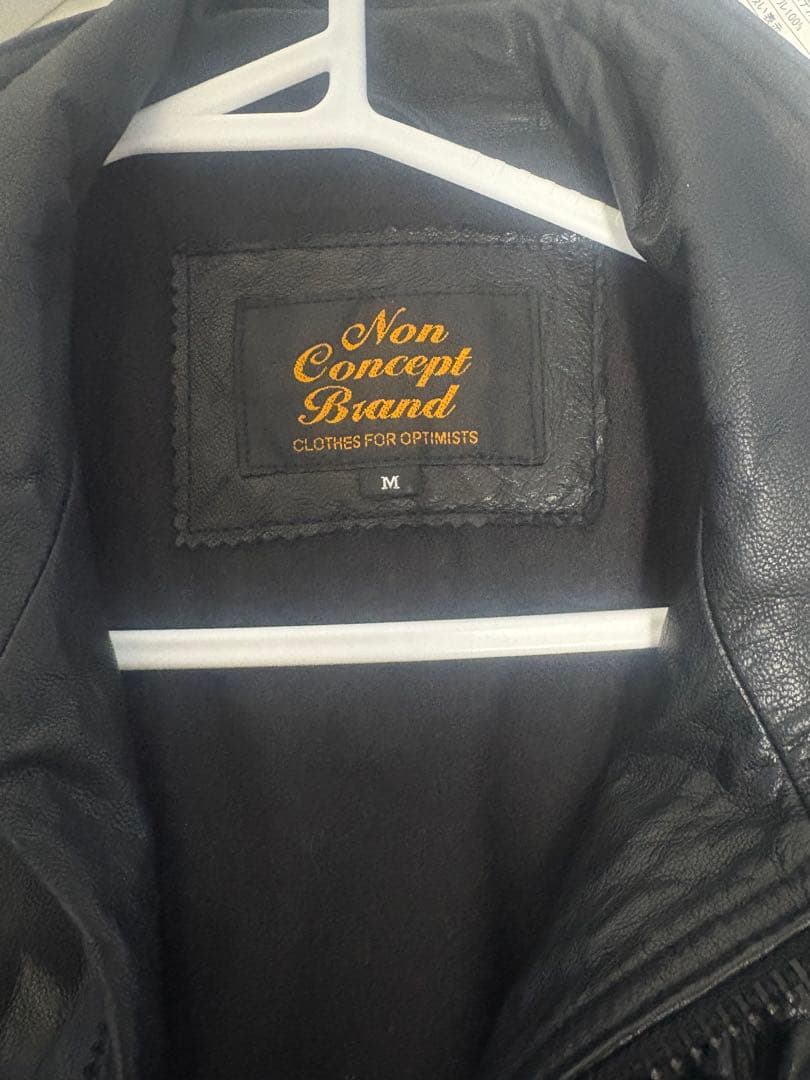 Non
Concept
Brand
CLOTHES FOR OPTIMISTS
M